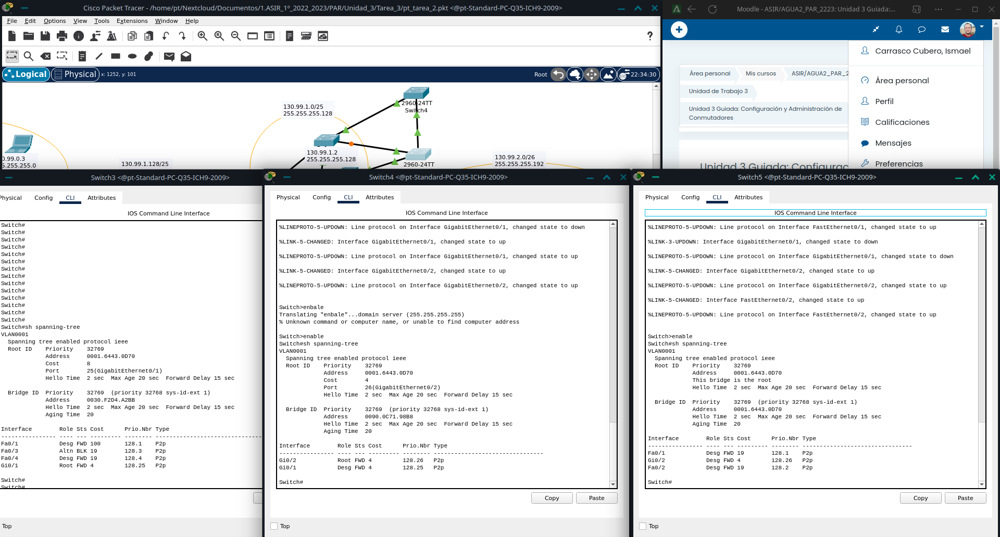 Cisco Packet Tracer - /home/pt/Nextcloud/Documentos/1.ASIR_1º_2022_2023/PAR/Unidad_3/Tarea_3/pt_tarea_2.pkt <@pt-Standard-PC-Q35-ICH9-2009>
File Edit Options View Tools Extensions Window Help
Logical Physical x: 1252, y: 101
Root 22:34:30
2960-24TT
Switch4
130.99.1.0/25
255.255.255.128
130.99.1.2
255.255.255.128
0.99.0.3
5.255.255.0
130.99.1.128/25
2960-24TT
130.99.2.0/26
255.255.255.192
Moodle - ASIR/AGUA2_PAR_2223: Unidad 3 Guiada:...
Carrasco Cubero, Ismael
Área personal
Perfil
Calificaciones
Mensajes
Preferencias
Área personal Mis cursos ASIR/AGUA2_PAR_2
Unidad de Trabajo 3
Unidad 3 Guiada: Configuración y Administración de
Conmutadores
Unidad 3 Guiada: Configurac
Switch3 <@pt-Standard-PC-Q35-ICH9-2009>
Physical Config CLI Attributes
IOS Command Line Interface
Switch#
Switch#
Switch#
Switch#
Switch#
Switch#
Switch#
Switch#
Switch#
Switch#
Switch#
Switch#
Switch#
Switch#
Switch#sh spanning-tree
VLAN0001
Spanning tree enabled protocol ieee
Root ID Priority 32769
Address 0001.6443.0D70
Cost 8
Port 25(GigabitEthernet0/1)
Hello Time 2 sec Max Age 20 sec Forward Delay 15 sec
Bridge ID Priority 32769 (priority 32768 sys-id-ext 1)
Address 0030.F2D4.A2BB
Hello Time 2 sec Max Age 20 sec Forward Delay 15 sec
Aging Time 20
Interface Role Sts Cost Prio.Nbr Type
---------------- ---- --- --------- -------- --------------------------------
Fa0/1 Desg FWD 100 128.1 P2p
Fa0/3 Altn BLK 19 128.3 P2p
Fa0/4 Desg FWD 19 128.4 P2p
Gi0/1 Root FWD 4 128.25 P2p
Switch#
Switch#
Top
Switch4 <@pt-Standard-PC-Q35-ICH9-2009>
Physical Config CLI Attributes
IOS Command Line Interface
%LINEPROTO-5-UPDOWN: Line protocol on Interface GigabitEthernet0/1, changed state to down
%LINK-5-CHANGED: Interface GigabitEthernet0/1, changed state to up
%LINEPROTO-5-UPDOWN: Line protocol on Interface GigabitEthernet0/1, changed state to up
%LINK-5-CHANGED: Interface GigabitEthernet0/2, changed state to up
%LINEPROTO-5-UPDOWN: Line protocol on Interface GigabitEthernet0/2, changed state to up
Switch>enbale
Translating "enbale"...domain server (255.255.255.255)
% Unknown command or computer name, or unable to find computer address
Switch>enable
Switch#sh spanning-tree
VLAN0001
Spanning tree enabled protocol ieee
Root ID Priority 32769
Address 0001.6443.0D70
Cost 4
Port 26(GigabitEthernet0/2)
Hello Time 2 sec Max Age 20 sec Forward Delay 15 sec
Bridge ID Priority 32769 (priority 32768 sys-id-ext 1)
Address 0090.0C71.98B8
Hello Time 2 sec Max Age 20 sec Forward Delay 15 sec
Aging Time 20
Interface Role Sts Cost Prio.Nbr Type
---------------- ---- --- --------- -------- --------------------------------
Gi0/2 Root FWD 4 128.26 P2p
Gi0/1 Desg FWD 4 128.25 P2p
Switch#
Copy Paste
Top
Switch5 <@pt-Standard-PC-Q35-ICH9-2009>
Physical Config CLI Attributes
IOS Command Line Interface
%LINEPROTO-5-UPDOWN: Line protocol on Interface FastEthernet0/1, changed state to up
%LINK-3-UPDOWN: Interface GigabitEthernet0/1, changed state to down
%LINEPROTO-5-UPDOWN: Line protocol on Interface GigabitEthernet0/1, changed state to down
%LINK-5-CHANGED: Interface GigabitEthernet0/2, changed state to up
%LINEPROTO-5-UPDOWN: Line protocol on Interface GigabitEthernet0/2, changed state to up
%LINK-5-CHANGED: Interface FastEthernet0/2, changed state to up
%LINEPROTO-5-UPDOWN: Line protocol on Interface FastEthernet0/2, changed state to up
Switch>enable
Switch#sh spanning-tree
VLAN0001
Spanning tree enabled protocol ieee
Root ID Priority 32769
Address 0001.6443.0D70
This bridge is the root
Hello Time 2 sec Max Age 20 sec Forward Delay 15 sec
Bridge ID Priority 32769 (priority 32768 sys-id-ext 1)
Address 0001.6443.0D70
Hello Time 2 sec Max Age 20 sec Forward Delay 15 sec
Aging Time 20
Interface Role Sts Cost Prio.Nbr Type
---------------- ---- --- --------- -------- --------------------------------
Fa0/1 Desg FWD 19 128.1 P2p
Gi0/2 Desg FWD 4 128.26 P2p
Fa0/2 Desg FWD 19 128.2 P2p
Switch#
Copy Paste
Top